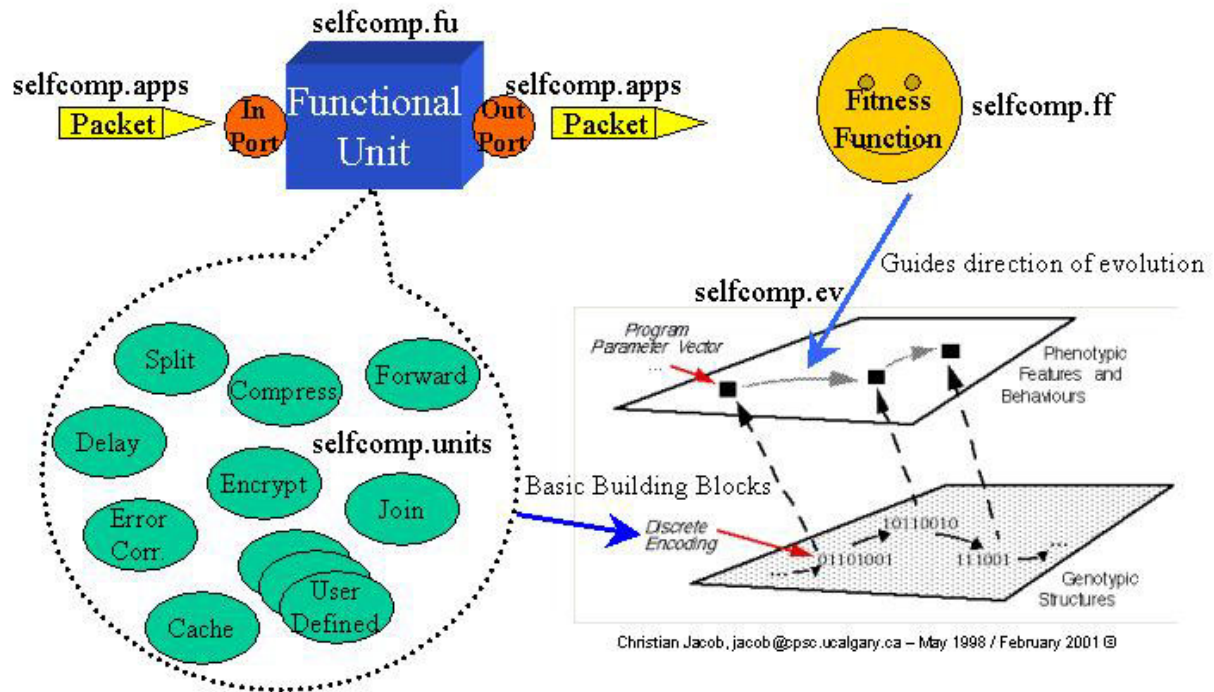 selfcomp.fu
selfcomp.apps
Packet
In
Port
Functional
Unit
Out
Port
selfcomp.apps
Packet
Fitness
Function
selfcomp.ff
Guides direction of evolution
selfcomp.ev
Program
Parameter Vector
...
Phenotypic
Features and
Behaviours
Split
Compress
Forward
Delay
selfcomp.units
Encrypt
Join
Error
Corr.
User
Defined
Cache
Basic Building Blocks
Discrete
Encoding
10110010
01101001
111001
...
...
Genotypic
Structures
Christian Jacob, jacob@cpsc.ucalgary.ca – May 1998 / February 2001 ©